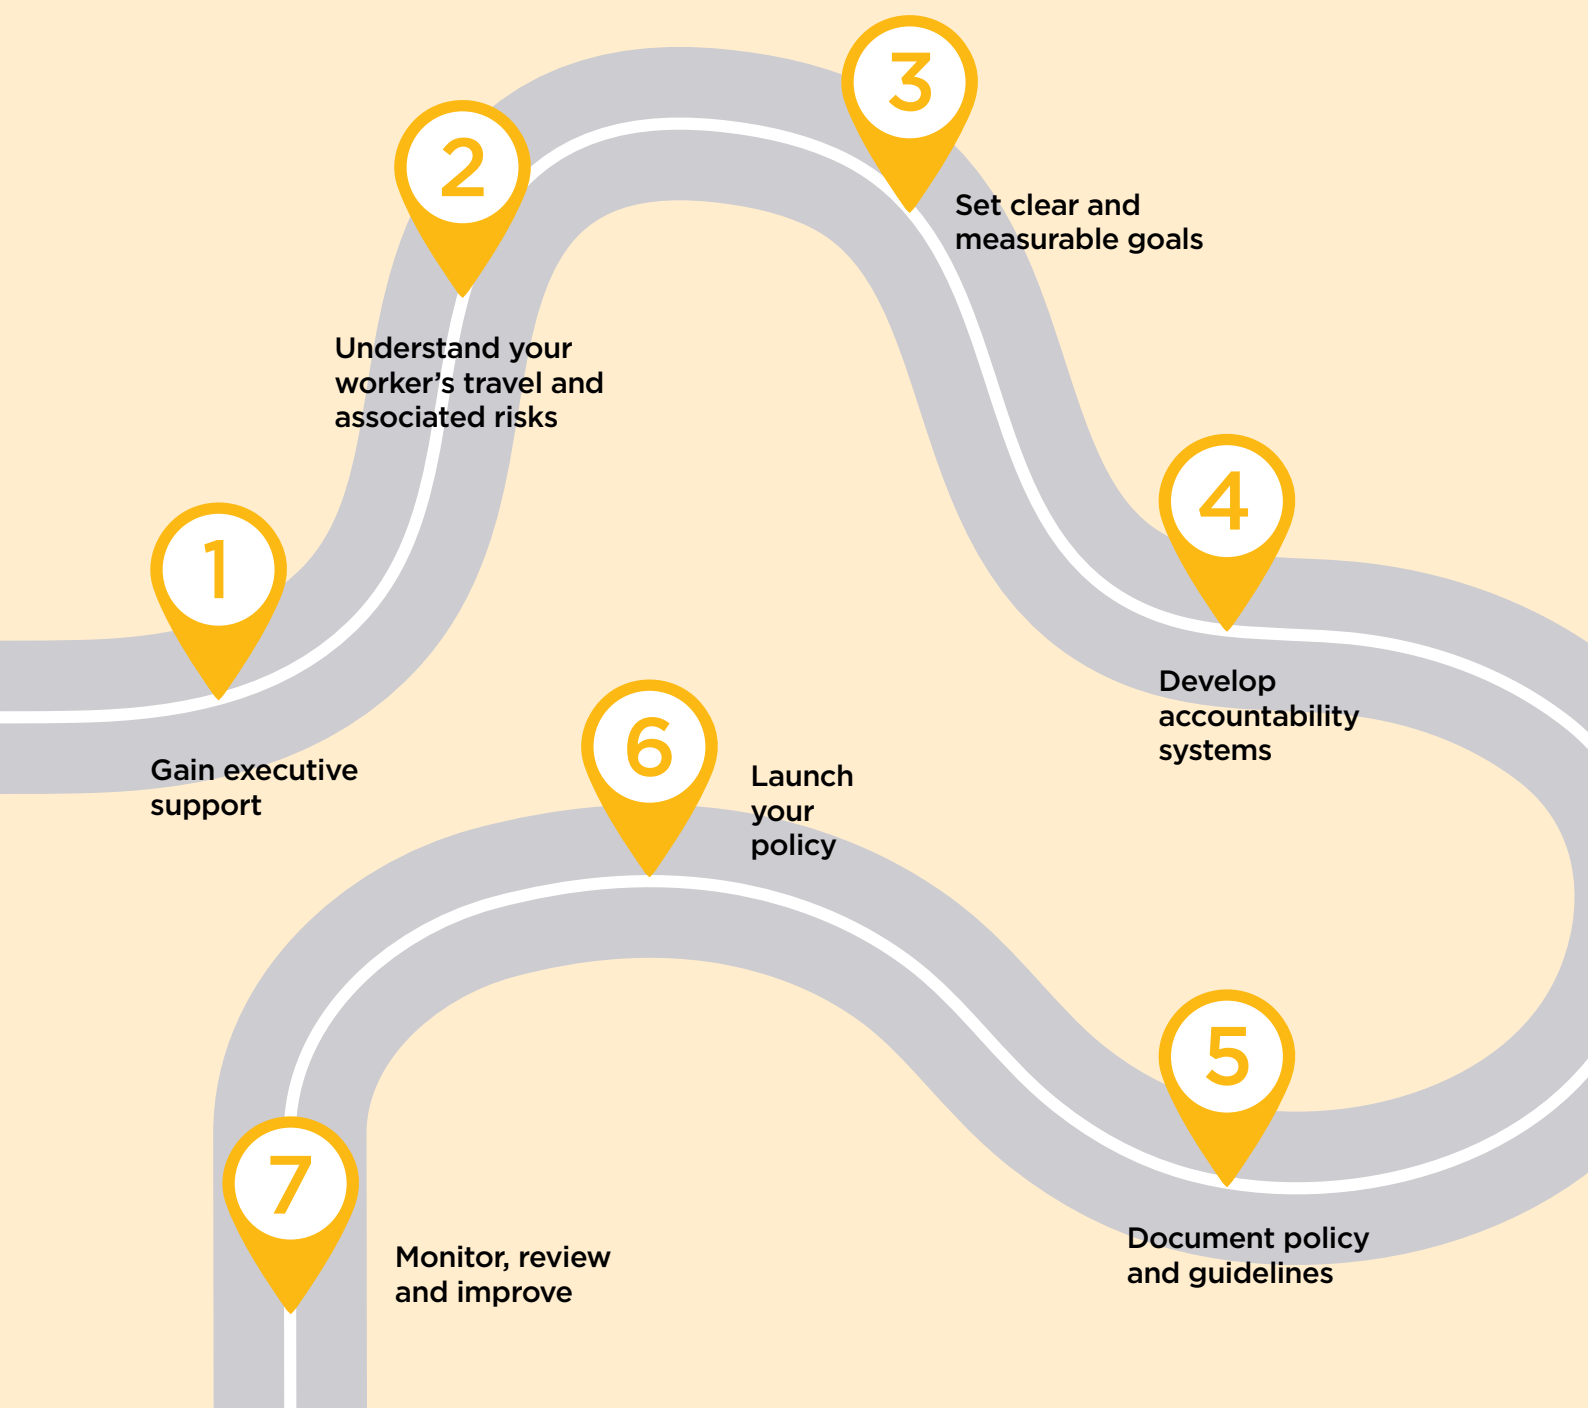 1
Gain executive
support
2
Understand your
worker’s travel and
associated risks
3
Set clear and
measurable goals
4
Develop
accountability
systems
5
Document policy
and guidelines
6
Launch
your
policy
7
Monitor, review
and improve